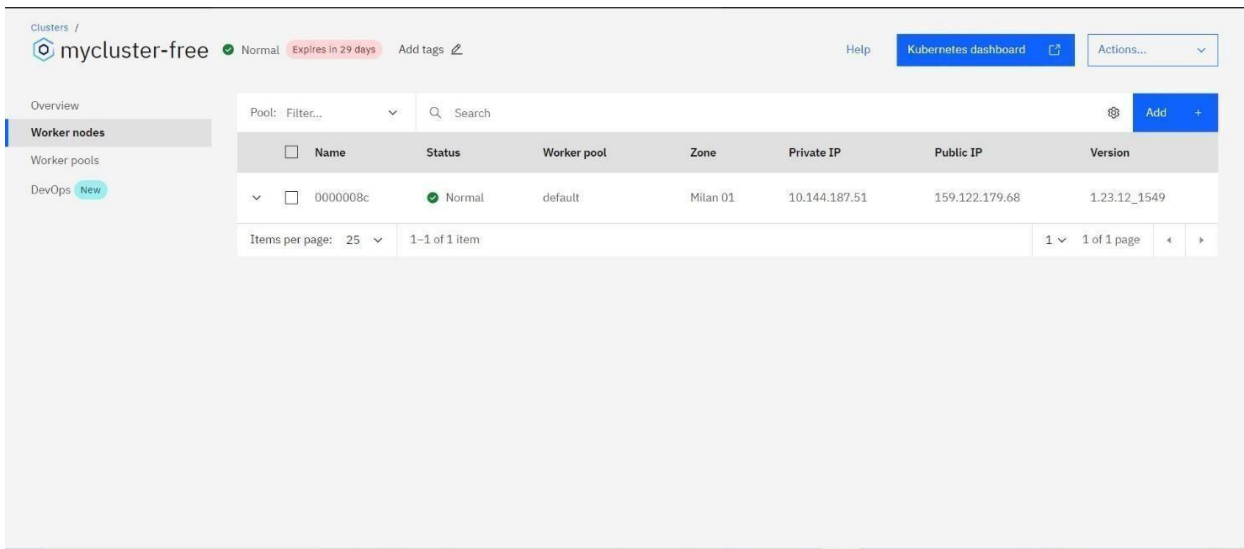 Clusters /
mycluster-free Normal Expires in 29 days Add tags Help Kubernetes dashboard Actions...
Overview
Worker nodes
Worker pools
DevOps New
Pool: Filter... Search Add +
Name Status Worker pool Zone Private IP Public IP Version
0000008c Normal default Milan 01 10.144.187.51 159.122.179.68 1.23.12_1549
Items per page: 25 1–1 of 1 item 1 1 of 1 page